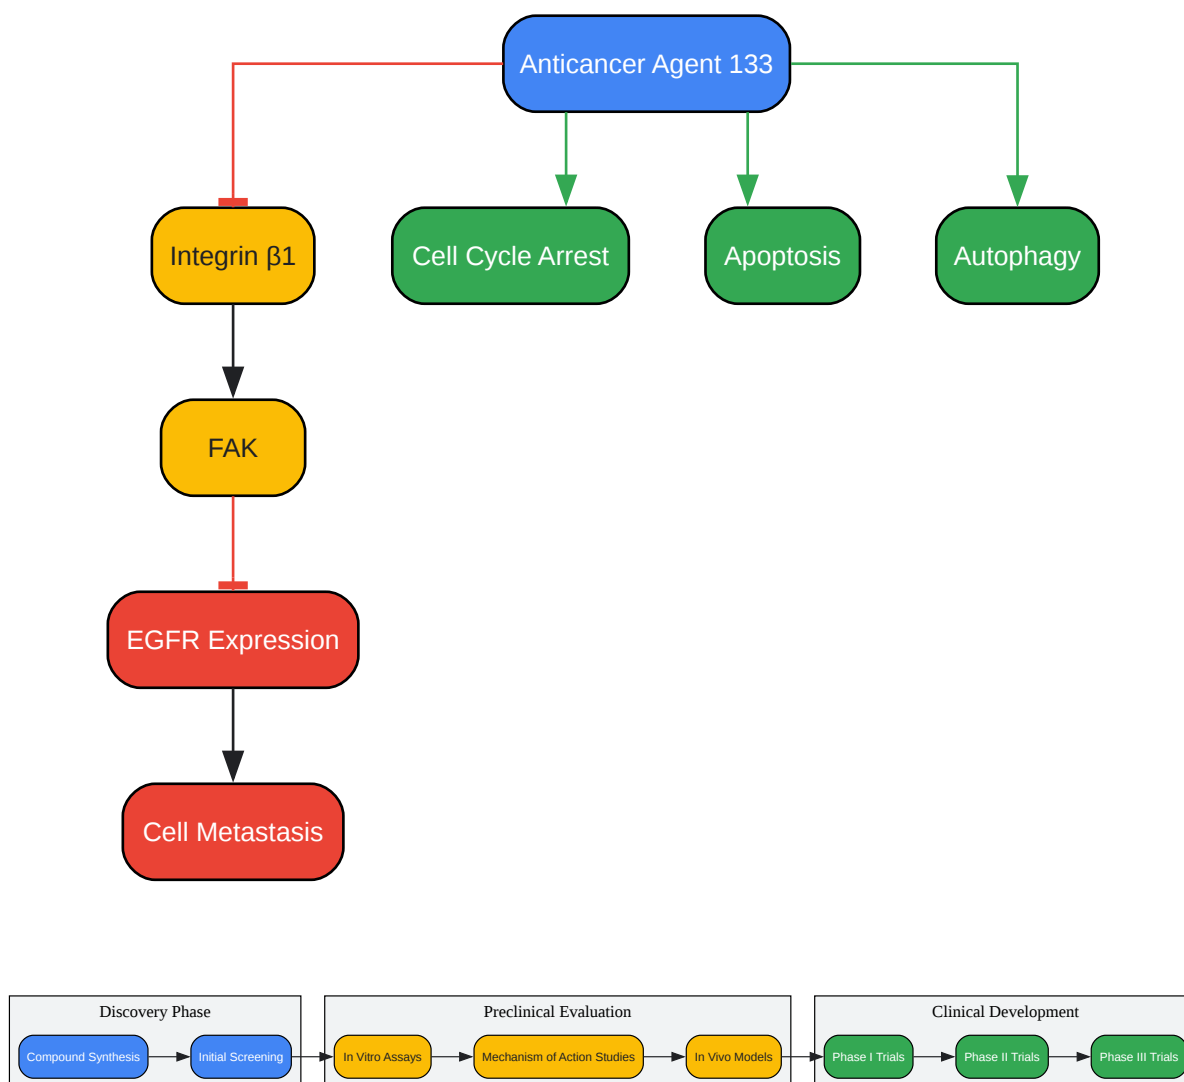 Anticancer Agent 133
Integrin β1
Cell Cycle Arrest
Apoptosis
Autophagy
FAK
EGFR Expression
Cell Metastasis
Discovery Phase
Compound Synthesis
Initial Screening
Preclinical Evaluation
In Vitro Assays
Mechanism of Action Studies
In Vivo Models
Clinical Development
Phase I Trials
Phase II Trials
Phase III Trials